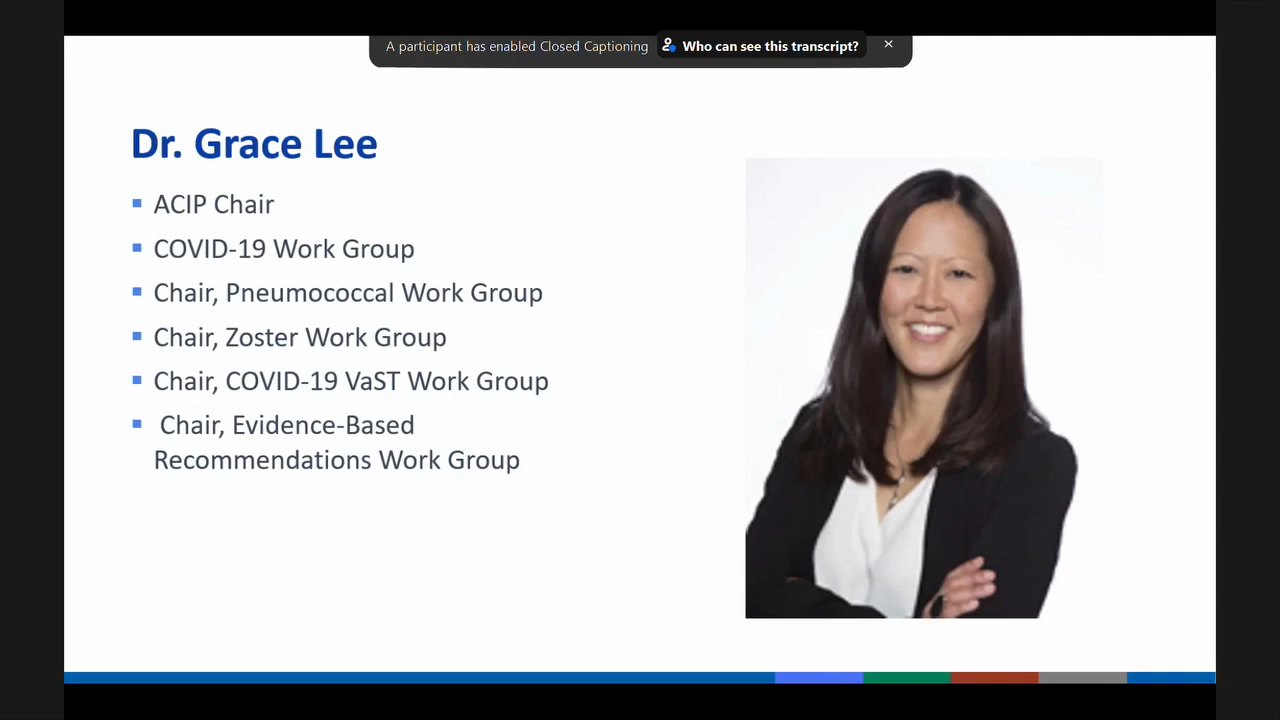 A participant has enabled Closed Captioning Who can see this transcript?
Dr. Grace Lee
ACIP Chair
COVID-19 Work Group
Chair, Pneumococcal Work Group
Chair, Zoster Work Group
Chair, COVID-19 VaST Work Group
Chair, Evidence-Based
Recommendations Work Group